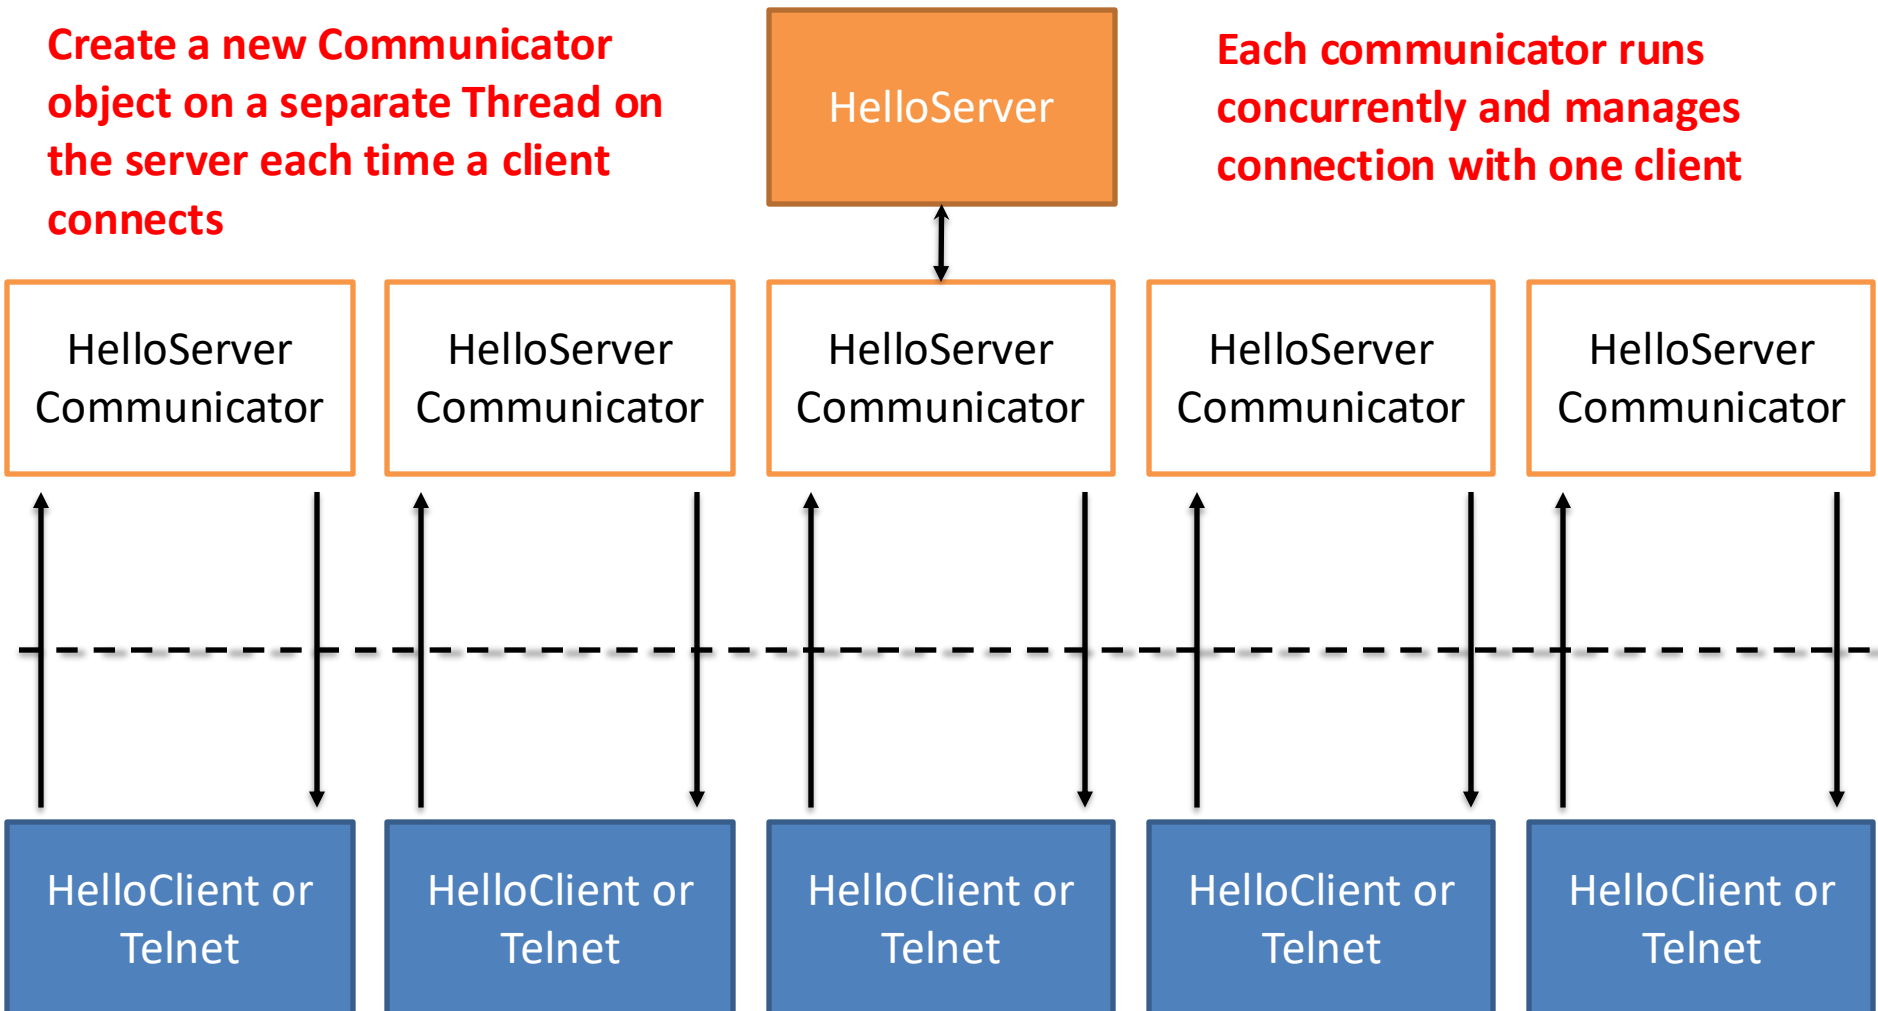 Create a new Communicator
object on a separate Thread on
the server each time a client
connects
HelloServer
Each communicator runs
concurrently and manages
connection with one client
HelloServer
Communicator
HelloServer
Communicator
HelloServer
Communicator
HelloServer
Communicator
HelloServer
Communicator
HelloClient or
Telnet
HelloClient or
Telnet
HelloClient or
Telnet
HelloClient or
Telnet
HelloClient or
Telnet